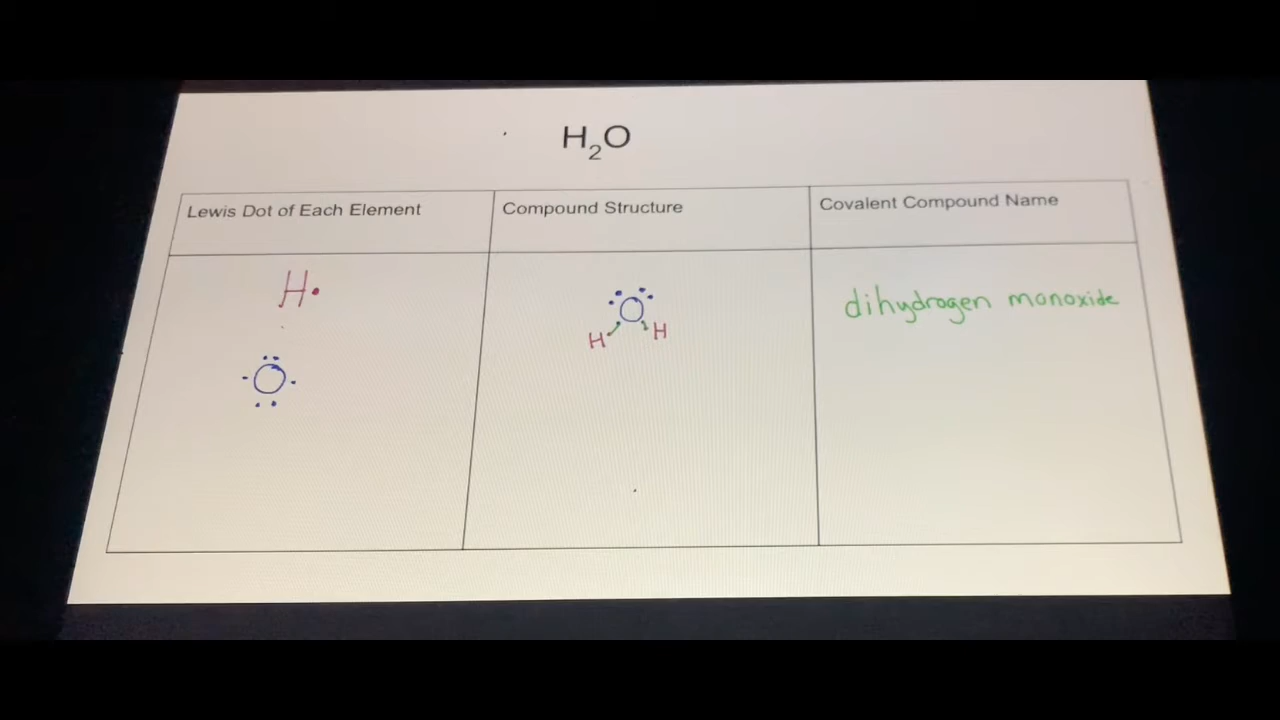 H₂O
Lewis Dot of Each Element
Compound Structure
Covalent Compound Name
H
O
O
H H
dihydrogen monoxide